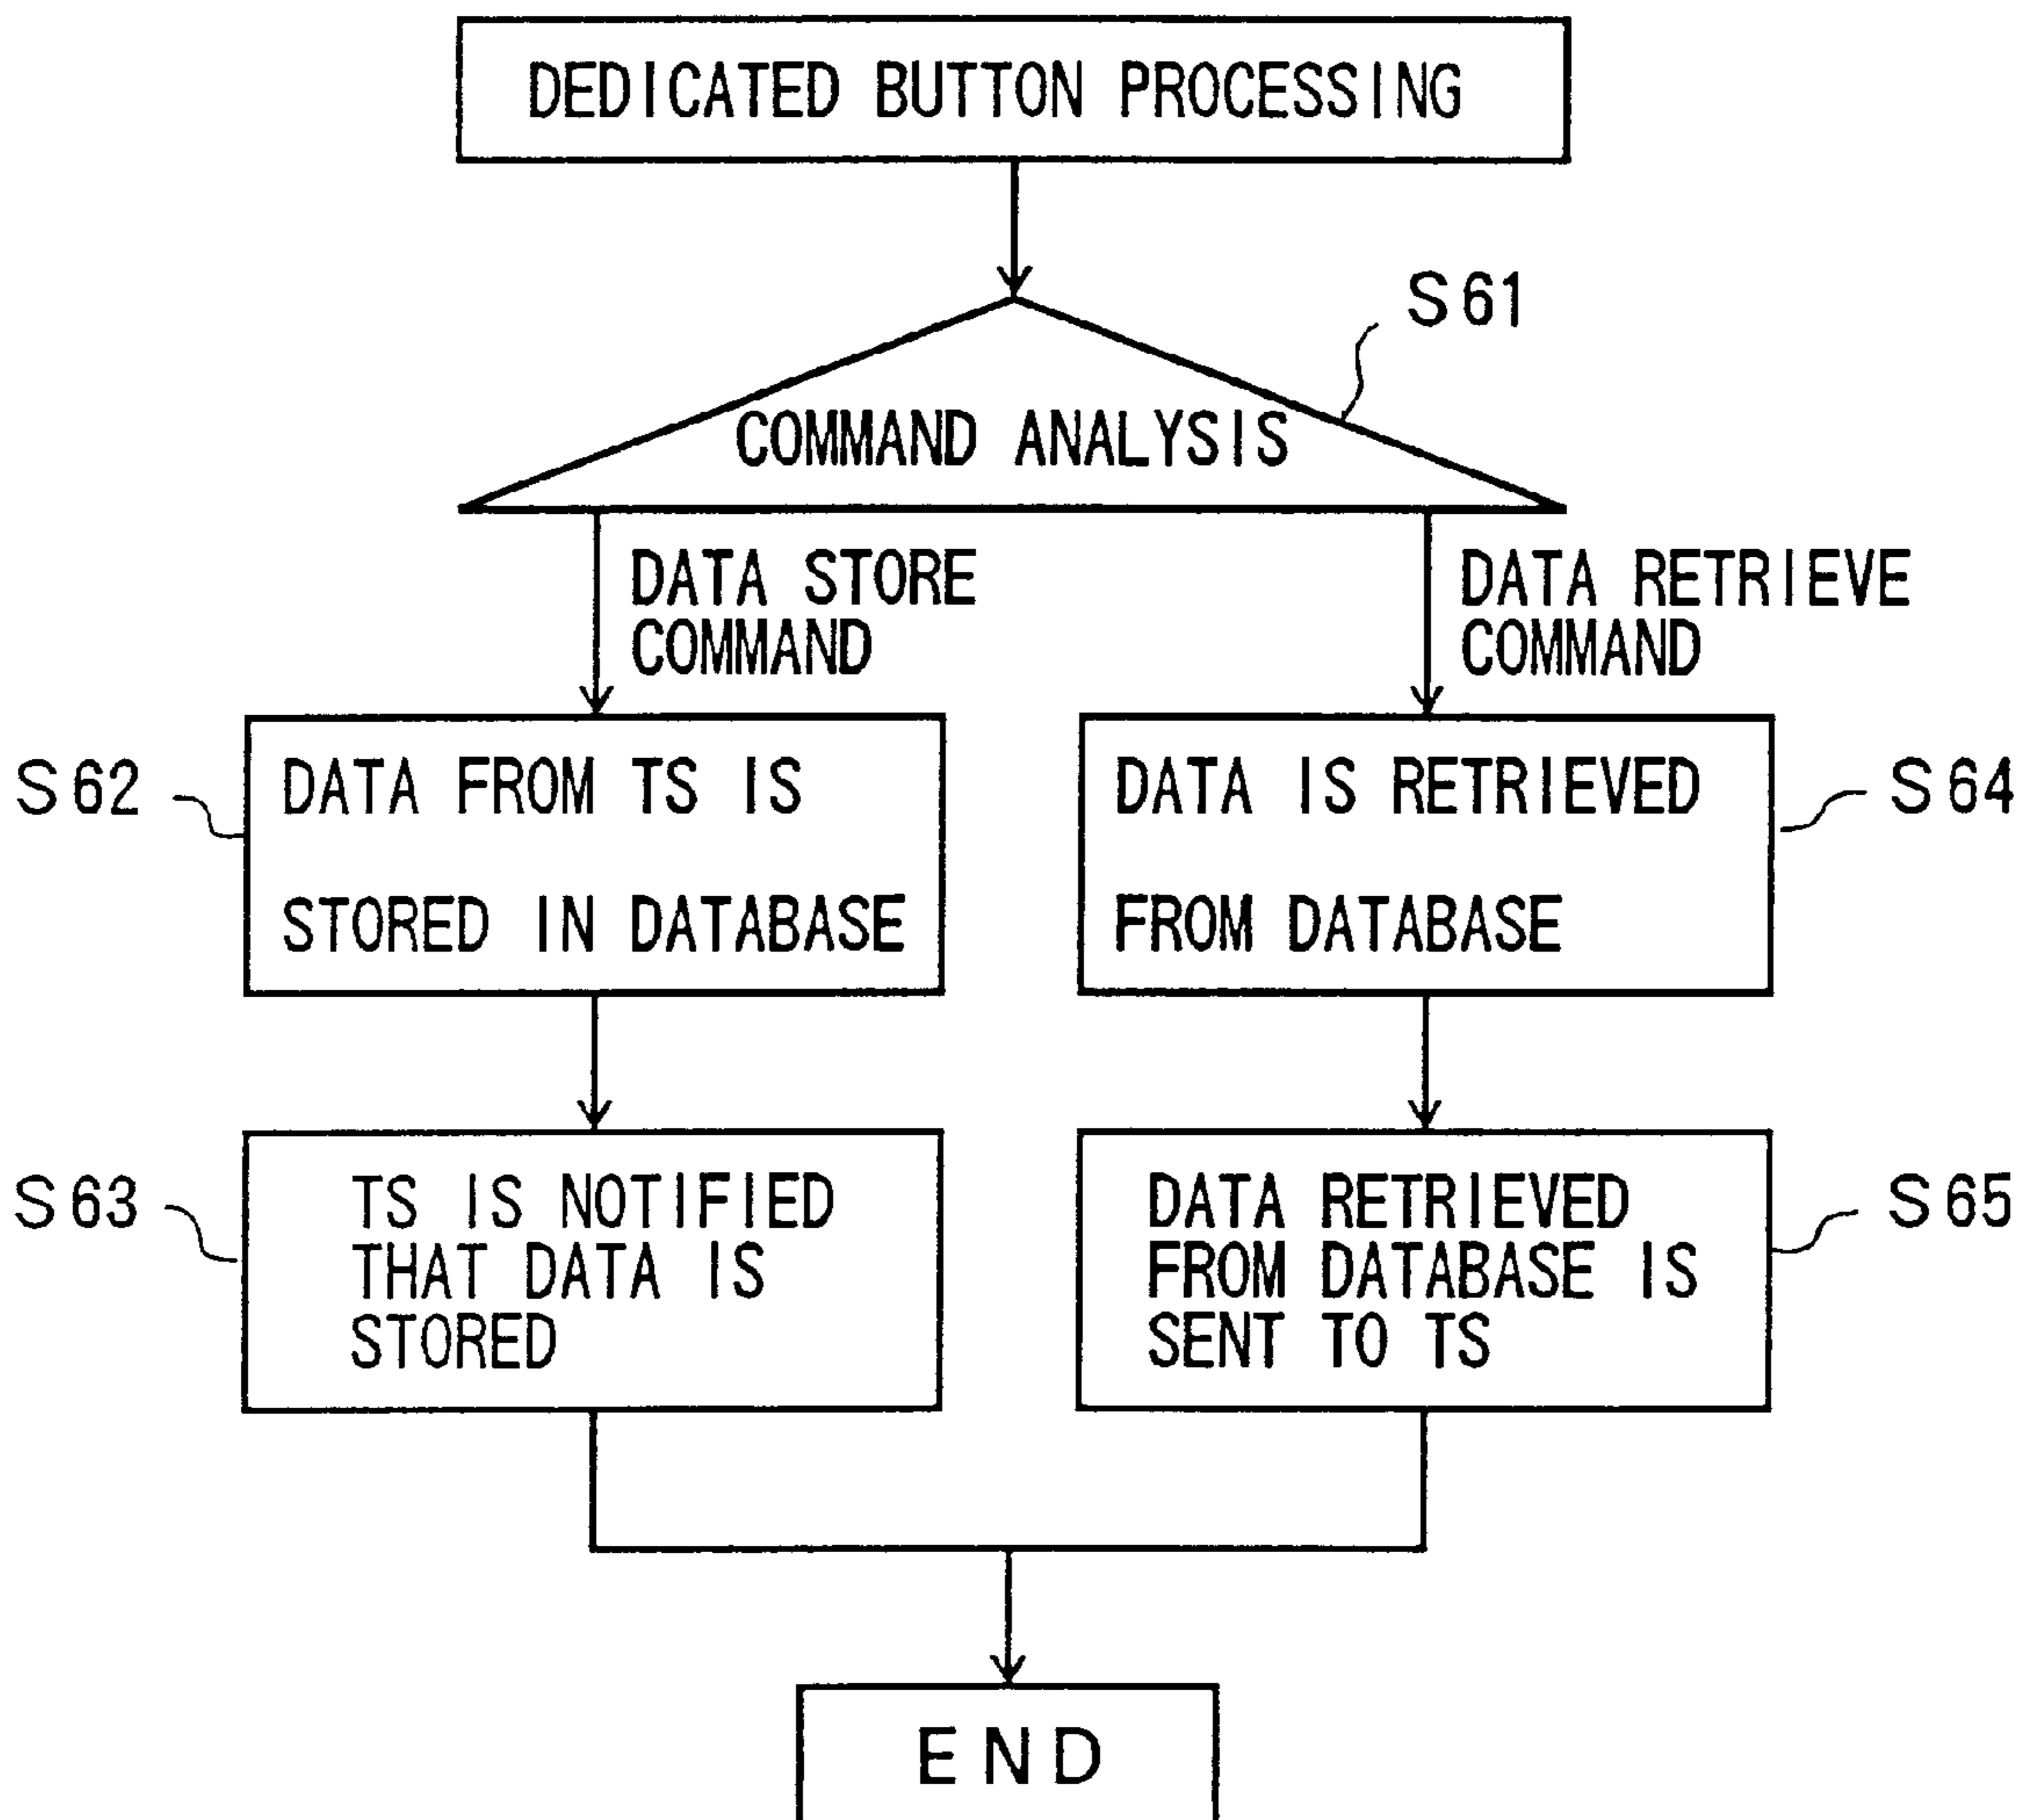 DEDICATED BUTTON PROCESSING
S61
COMMAND ANALYSIS
DATA STORE
COMMAND
DATA RETRIEVE
COMMAND
S62
DATA FROM TS IS
STORED IN DATABASE
DATA IS RETRIEVED
FROM DATABASE
S64
S63
TS IS NOTIFIED
THAT DATA IS
STORED
DATA RETRIEVED
FROM DATABASE IS
SENT TO TS
S65
END